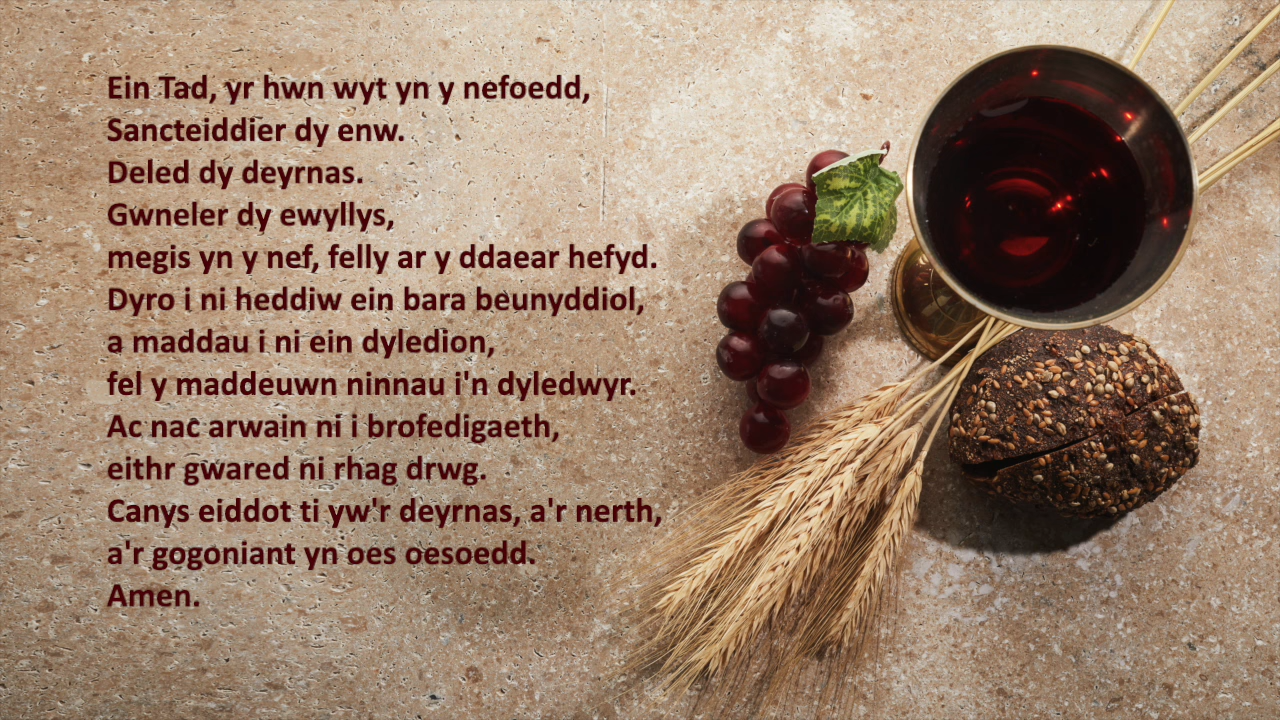 Ein Tad, yr hwn wyt yn y nefoedd,
Sancteiddier dy enw.
Deled dy deyrnas.
Gwneler dy ewyllys,
megis yn y nef, felly ar y ddaear hefyd.
Dyro i ni heddiw ein bara beunyddiol,
a maddau i ni ein dyledion,
fel y maddeuwn ninnau i'n dyledwyr.
Ac nac arwain ni i brofedigaeth,
eithr gwared ni rhag drwg.
Canys eiddot ti yw'r deyrnas, a'r nerth,
a'r gogoniant yn oes oesoedd.
Amen.